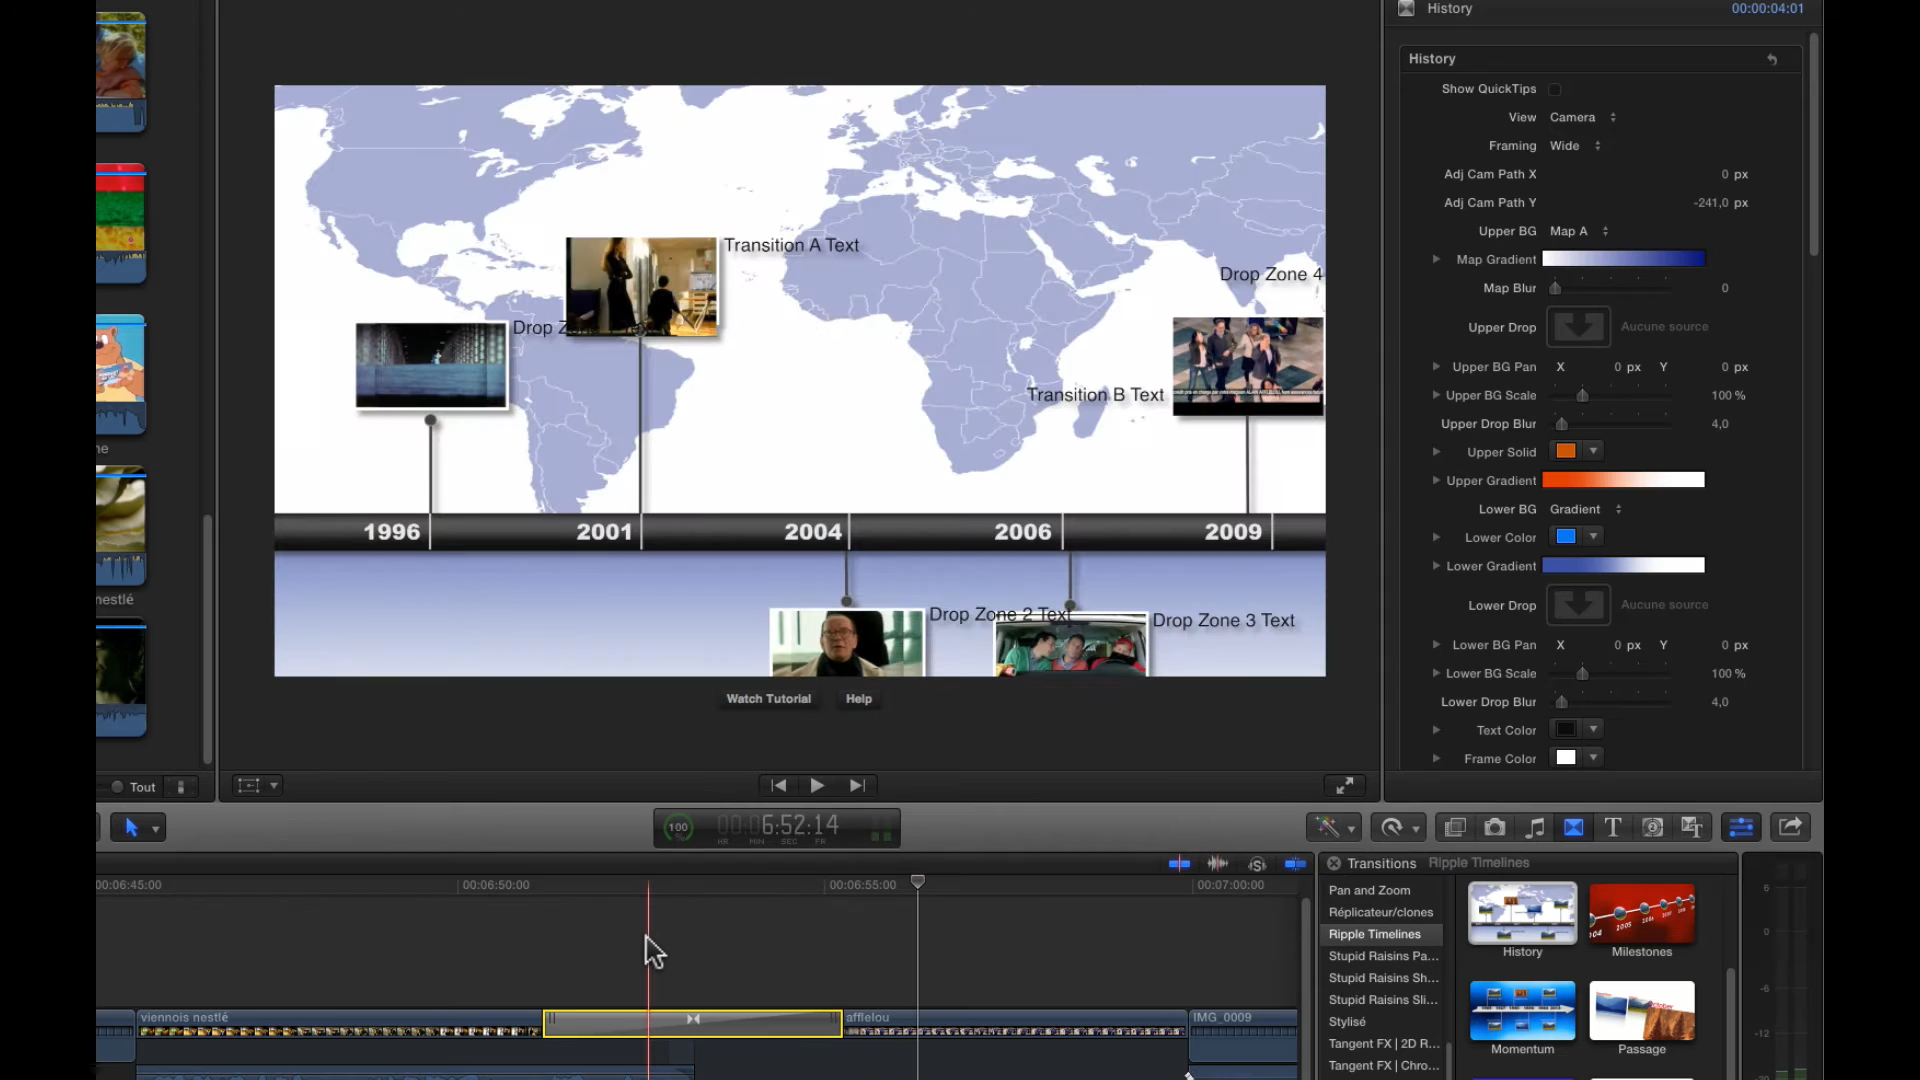 History
00:00:04:01
History
Show QuickTips
View Camera
Framing Wide
Adj Cam Path X 0 px
Adj Cam Path Y -241,0 px
Upper BG Map A
Map Gradient
Map Blur 0
Upper Drop Aucune source
Upper BG Pan X 0 px Y 0 px
Upper BG Scale 100 %
Upper Drop Blur 4,0
Upper Solid
Upper Gradient
Lower BG Gradient
Lower Color
Lower Gradient
Lower Drop Aucune source
Lower BG Pan X 0 px Y 0 px
Lower BG Scale 100 %
Lower Drop Blur 4,0
Text Color
Frame Color
Transition A Text
Drop Zone 4
Transition B Text
1996
2001
2004
2006
2009
Drop Zone 2 Text
Drop Zone 3 Text
Watch Tutorial
Help
ne
nestlé
Tout
100
%
00:06:52:14
HR MIN SEC FR
00:06:45:00
00:06:50:00
00:06:55:00
00:07:00:00
viennois nestlé
afflelou
IMG_0009
Transitions Ripple Timelines
Pan and Zoom
Réplicateur/clones
Ripple Timelines
Stupid Raisins Pa...
Stupid Raisins Sh...
Stupid Raisins Sli...
Stylisé
Tangent FX | 2D R...
Tangent FX | Chro...
History
Milestones
Momentum
Passage
6
0
-6
-12